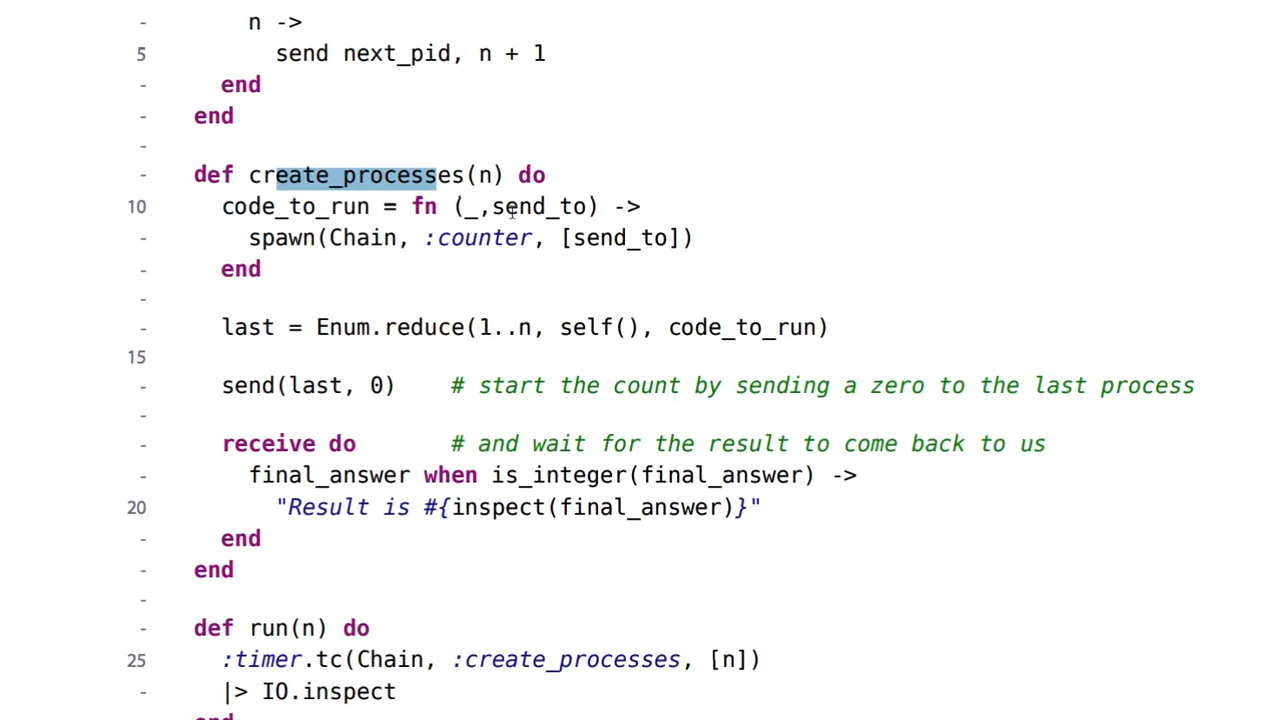 - n ->
5 send next_pid, n + 1
- end
- end
-
- def create_processes(n) do
10 code_to_run = fn (_,send_to) ->
- spawn(Chain, :counter, [send_to])
- end
-
- last = Enum.reduce(1..n, self(), code_to_run)
15
- send(last, 0) # start the count by sending a zero to the last process
-
- receive do # and wait for the result to come back to us
- final_answer when is_integer(final_answer) ->
20 "Result is #{inspect(final_answer)}"
- end
- end
-
- def run(n) do
25 :timer.tc(Chain, :create_processes, [n])
- |> IO.inspect
end